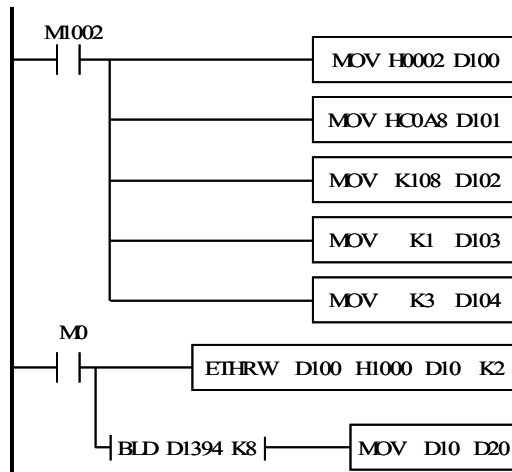 M1002
MOV H0002 D100
MOV HC0A8 D101
MOV K108 D102
MOV K1 D103
MOV K3 D104
M0
ETHRW D100 H1000 D10 K2
BLD D1394 K8
MOV D10 D20